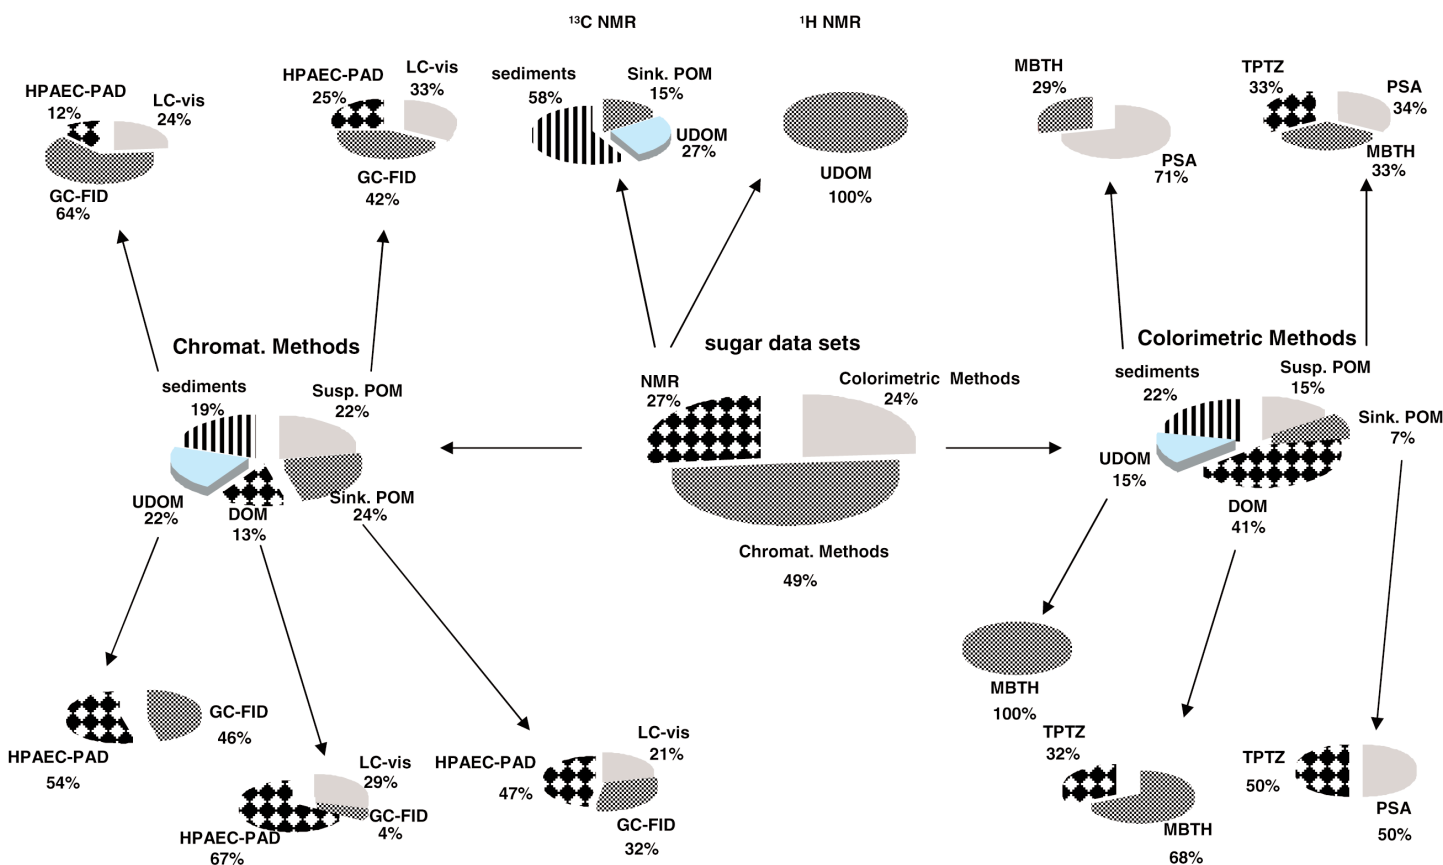 ¹³C NMR
¹H NMR
HPAEC-PAD
12%
LC-vis
24%
GC-FID
64%
HPAEC-PAD
25%
LC-vis
33%
GC-FID
42%
sediments
58%
Sink. POM
15%
UDOM
27%
UDOM
100%
MBTH
29%
PSA
71%
TPTZ
33%
PSA
34%
MBTH
33%
Chromat. Methods
sediments
19%
Susp. POM
22%
UDOM
22%
DOM
13%
Sink. POM
24%
sugar data sets
NMR
27%
Colorimetric Methods
24%
Chromat. Methods
49%
Colorimetric Methods
sediments
22%
Susp. POM
15%
Sink. POM
7%
UDOM
15%
DOM
41%
GC-FID
46%
HPAEC-PAD
54%
LC-vis
29%
GC-FID
4%
HPAEC-PAD
67%
HPAEC-PAD
47%
LC-vis
21%
GC-FID
32%
MBTH
100%
TPTZ
32%
MBTH
68%
TPTZ
50%
PSA
50%